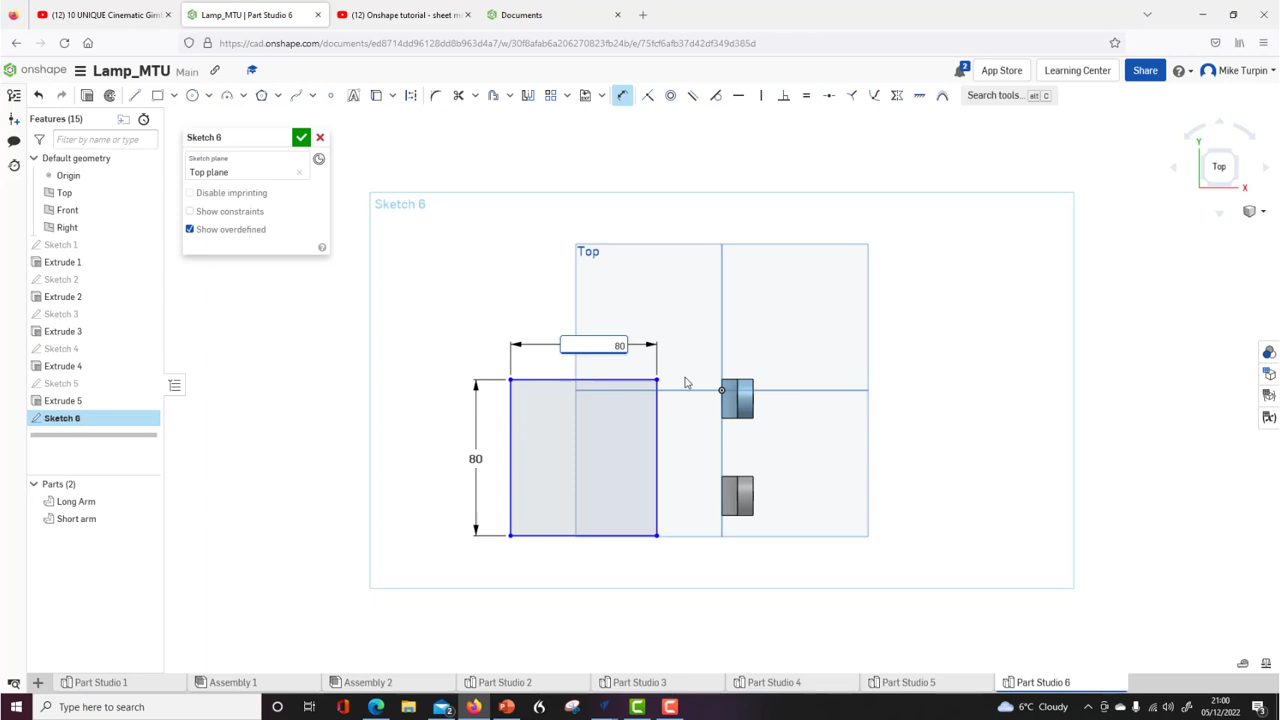 (12) 10 UNIQUE Cinematic Gim
Lamp_MTU | Part Studio 6
(12) Onshape tutorial - sheet m
Documents
https://cad.onshape.com/documents/ed8714dd96128dd8b963d4a7/w/30f8afab6a206270823fb24b/e/75fcf6afb37d42df349d385d
onshape
Lamp_MTU
Main
2
App Store
Learning Center
Share
Mike Turpin
Search tools...
alt
C
Features (15)
Filter by name or type
Default geometry
Origin
Top
Front
Right
Sketch 1
Extrude 1
Sketch 2
Extrude 2
Sketch 3
Extrude 3
Sketch 4
Extrude 4
Sketch 5
Extrude 5
Sketch 6
Parts (2)
Long Arm
Short arm
Sketch 6
Sketch plane
Top plane
Disable imprinting
Show constraints
Show overdefined
Sketch 6
Top
80
80
Y
Top
X
Part Studio 1
Assembly 1
Assembly 2
Part Studio 2
Part Studio 3
Part Studio 4
Part Studio 5
Part Studio 6
Type here to search
6°C Cloudy
21:00
05/12/2022